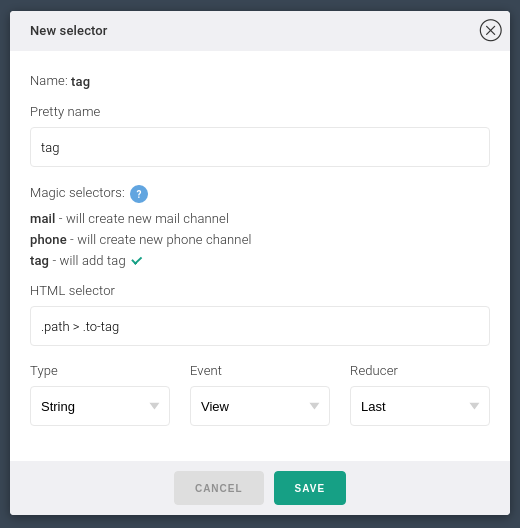 New selector
Name: tag
Pretty name
tag
Magic selectors: ?
mail - will create new mail channel
phone - will create new phone channel
tag - will add tag
HTML selector
.path > .to-tag
Type Event Reducer
String View Last
CANCEL SAVE